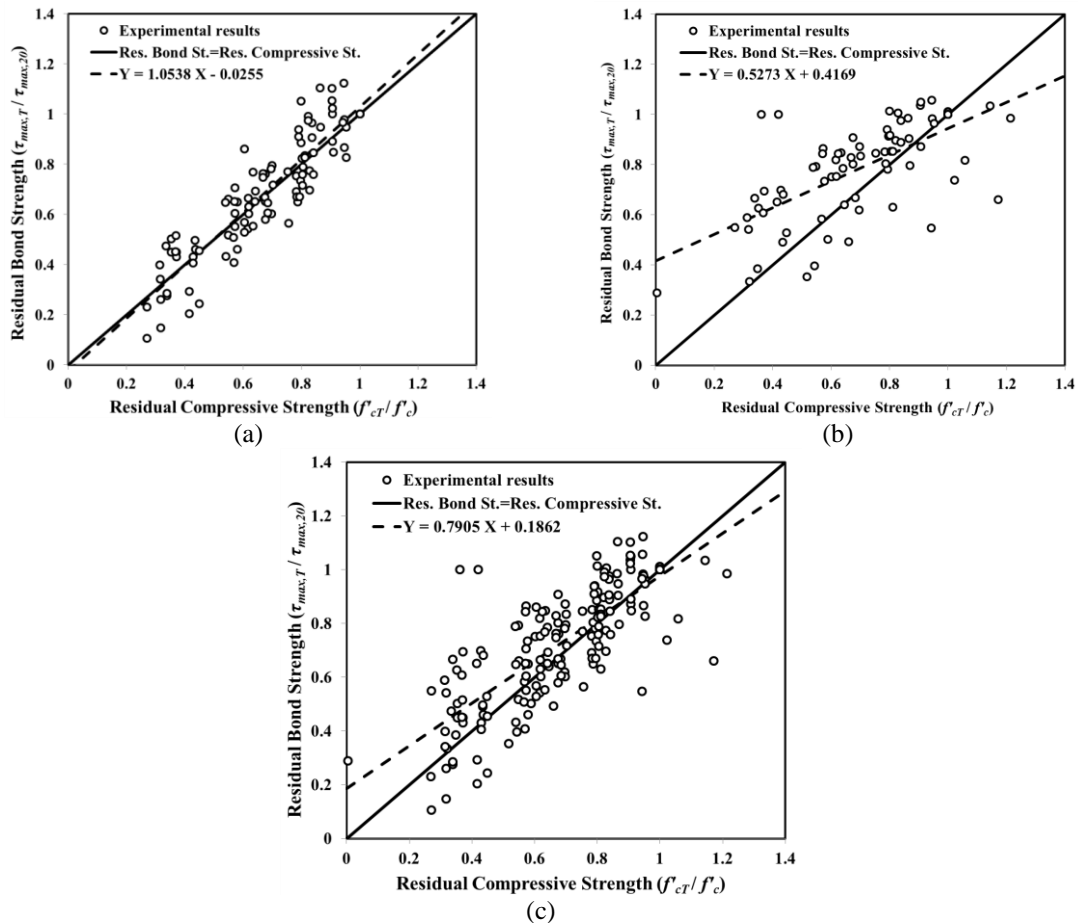 1.4
1.2
1
0.8
0.6
0.4
0.2
0
Residual Bond Strength (τmax,T / τmax,20)
Experimental results
Res. Bond St.=Res. Compressive St.
Y = 1.0538 X - 0.0255
0 0.2 0.4 0.6 0.8 1 1.2 1.4
Residual Compressive Strength (f'cT / f'c)
(a)
1.4
1.2
1
0.8
0.6
0.4
0.2
0
Residual Bond Strength (τmax,T / τmax,20)
Experimental results
Res. Bond St.=Res. Compressive St.
Y = 0.5273 X + 0.4169
0 0.2 0.4 0.6 0.8 1 1.2 1.4
Residual Compressive Strength (f'cT / f'c)
(b)
1.4
1.2
1
0.8
0.6
0.4
0.2
0
Residual Bond Strength (τmax,T / τmax,20)
Experimental results
Res. Bond St.=Res. Compressive St.
Y = 0.7905 X + 0.1862
0 0.2 0.4 0.6 0.8 1 1.2 1.4
Residual Compressive Strength (f'cT / f'c)
(c)